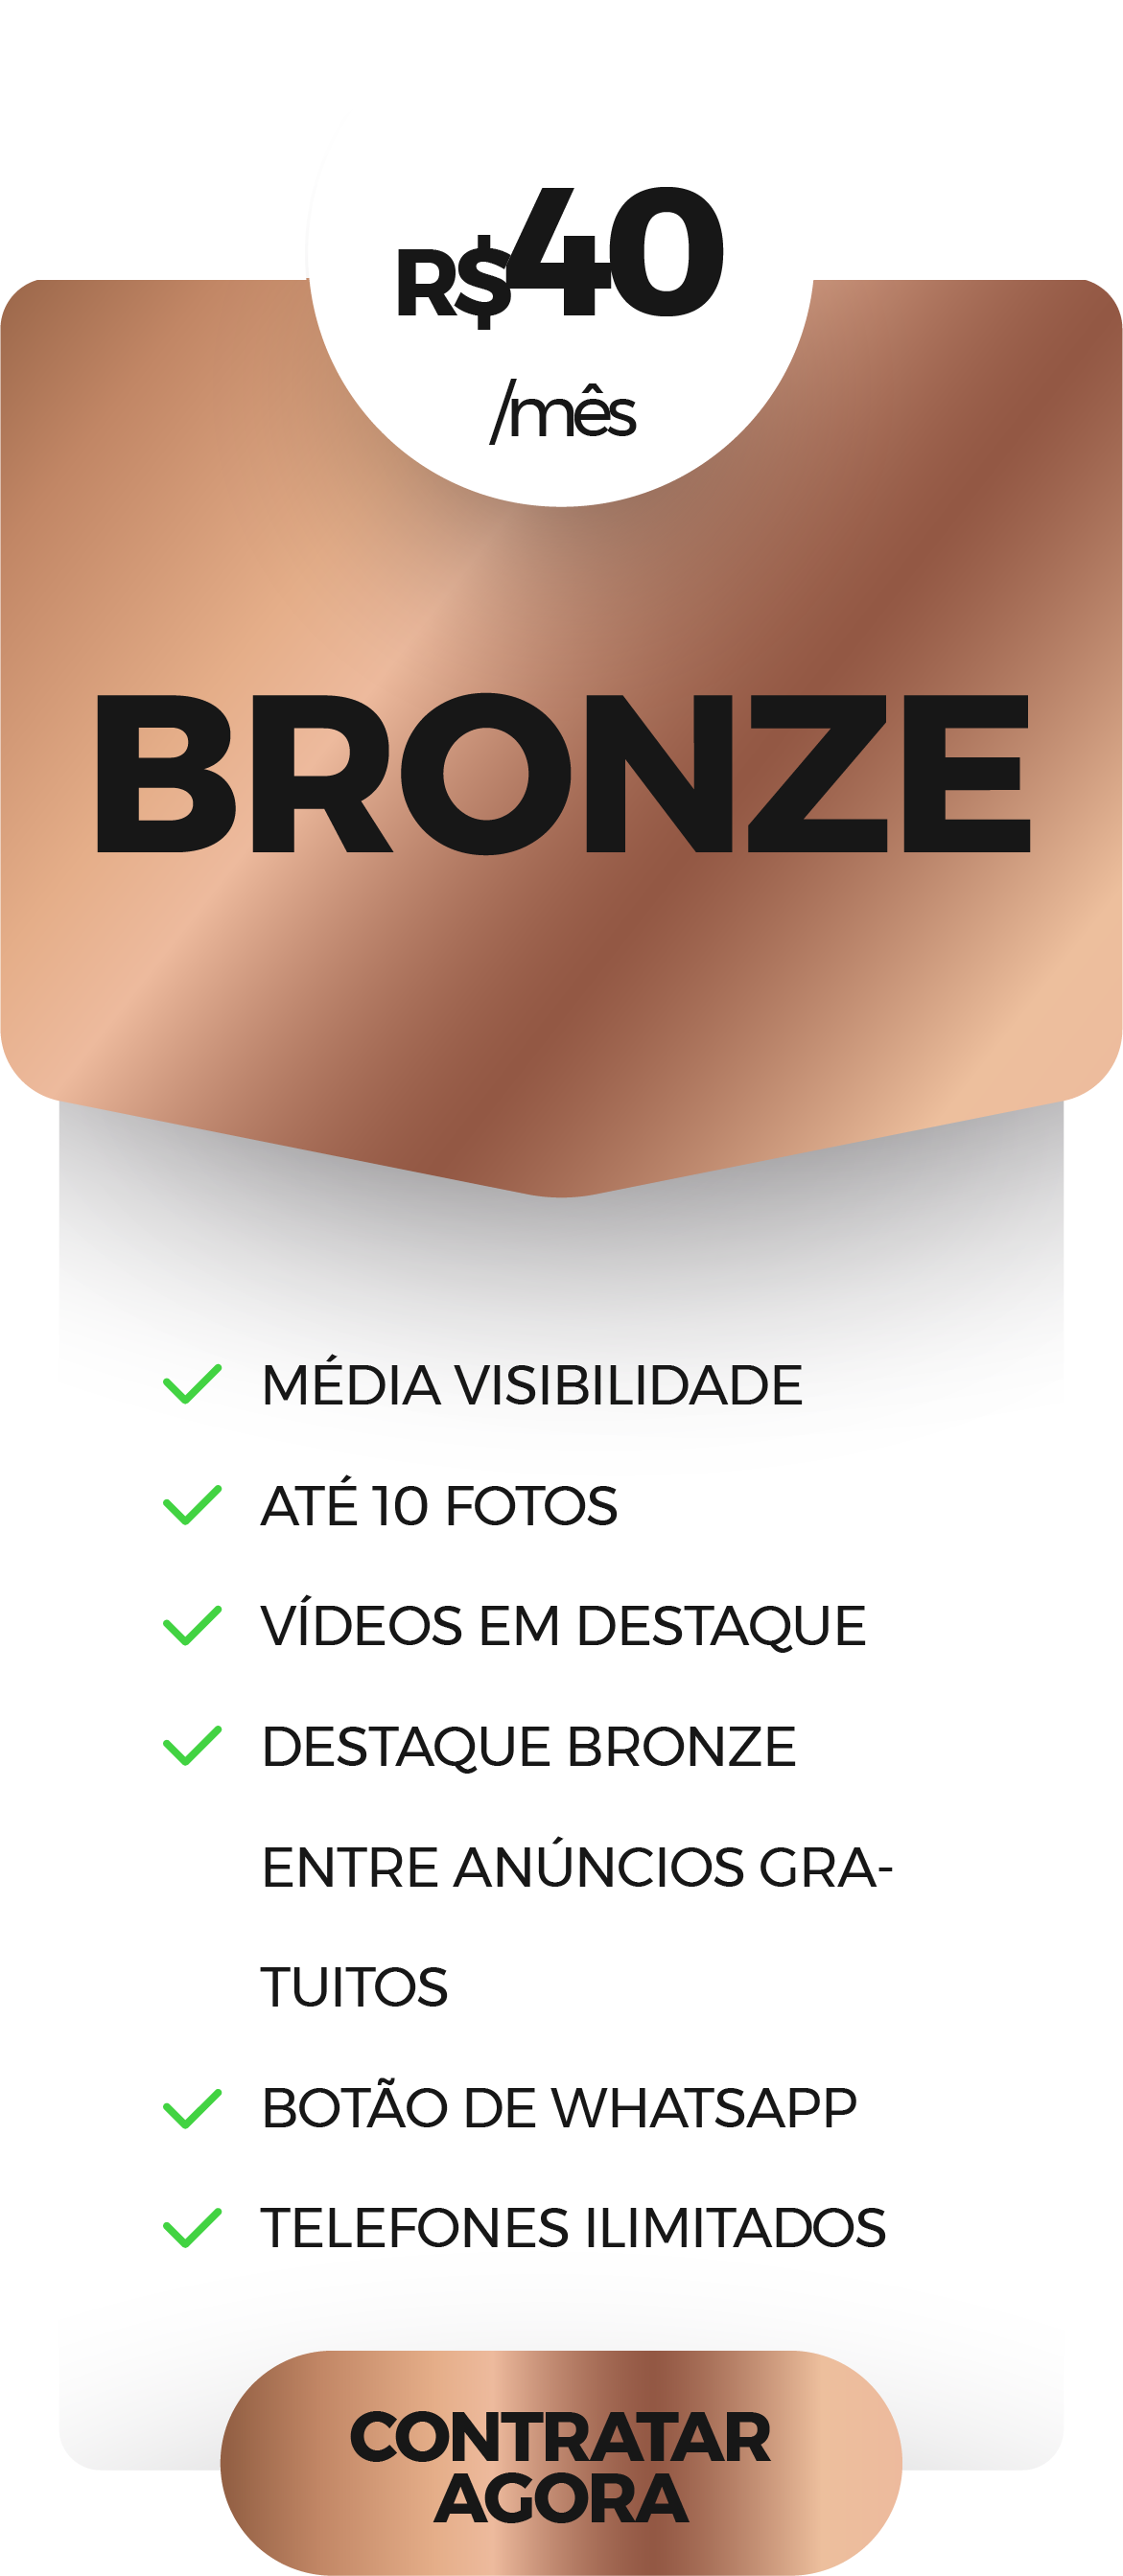 R$40
/mês
BRONZE
MÉDIA VISIBILIDADE
ATÉ 10 FOTOS
VÍDEOS EM DESTAQUE
DESTAQUE BRONZE
ENTRE ANÚNCIOS GRA-
TUITOS
BOTÃO DE WHATSAPP
TELEFONES ILIMITADOS
CONTRATAR
AGORA